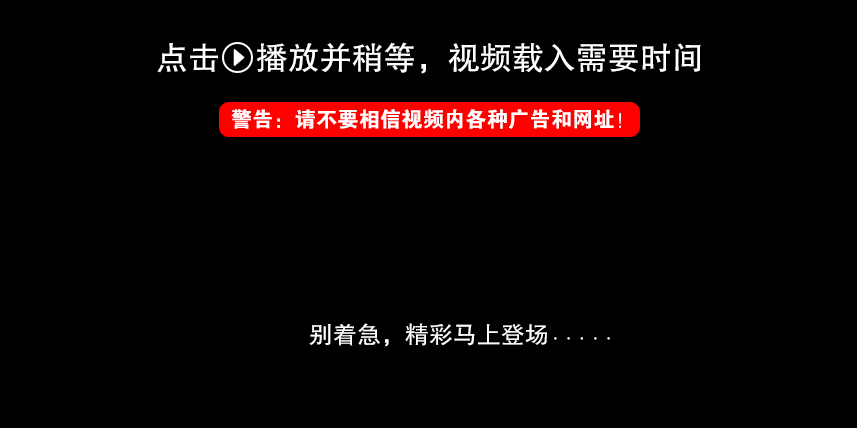 点击播放并稍等，视频载入需要时间
警告：请不要相信视频内各种广告和网址！
别着急，精彩马上登场·····